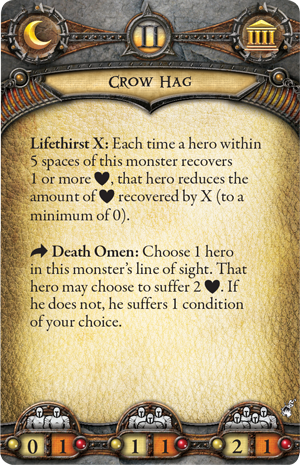 II
Crow Hag
Lifethirst X: Each time a hero within
5 spaces of this monster recovers
1 or more ♥, that hero reduces the
amount of ♥ recovered by X (to a
minimum of 0).
Death Omen: Choose 1 hero
in this monster's line of sight. That
hero may choose to suffer 2 ♥. If
he does not, he suffers 1 condition
of your choice.
0 1 1 1 2 1